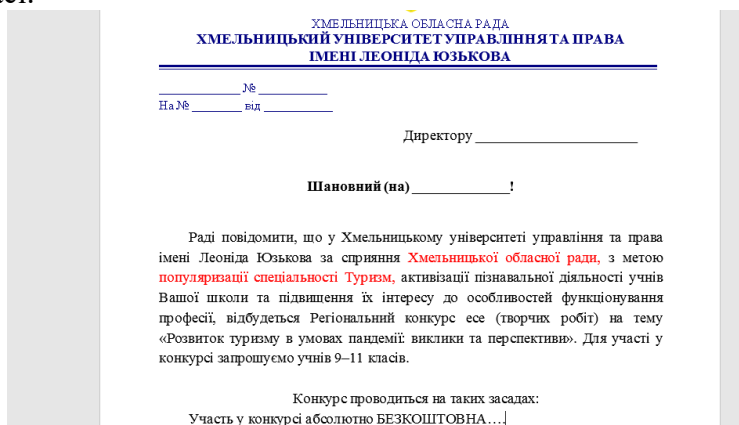 ХМЕЛЬНИЦЬКА ОБЛАСНА РАДА
ХМЕЛЬНИЦЬКИЙ УНІВЕРСИТЕТ УПРАВЛІННЯ ТА ПРАВА
ІМЕНІ ЛЕОНІДА ЮЗЬКОВА
____________ № __________
На № _______ від __________
Директору ______________________
Шановний (на)_____________!
Раді повідомити, що у Хмельницькому університеті управління та права
імені Леоніда Юзькова за сприяння Хмельницької обласної ради, з метою
популяризації спеціальності Туризм, активізації пізнавальної діяльності учнів
Вашої школи та підвищення їх інтересу до особливостей функціонування
професії, відбудеться Регіональний конкурс есе (творчих робіт) на тему
«Розвиток туризму в умовах пандемії: виклики та перспективи». Для участі у
конкурсі запрошуємо учнів 9–11 класів.
Конкурс проводиться на таких засадах:
Участь у конкурсі абсолютно БЕЗКОШТОВНА….